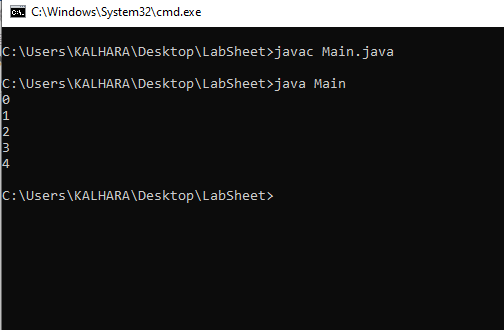 C:\Windows\System32\cmd.exe
C:\Users\KALHARA\Desktop\LabSheet>javac Main.java
C:\Users\KALHARA\Desktop\LabSheet>java Main
0
1
2
3
4
C:\Users\KALHARA\Desktop\LabSheet>